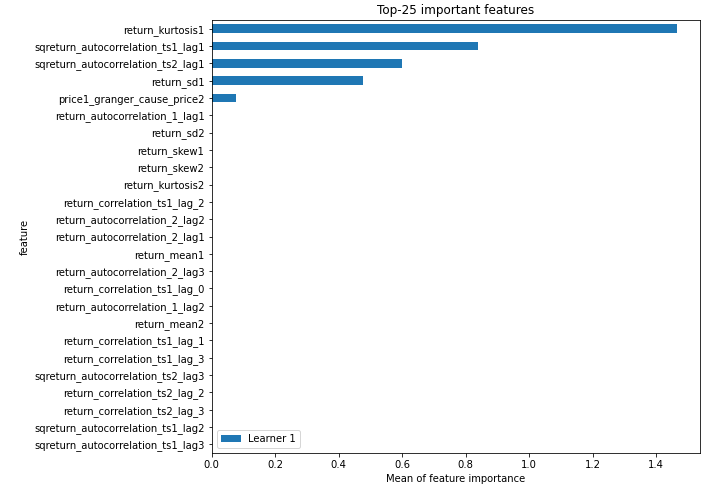 Top-25 important features
return_kurtosis1
sqreturn_autocorrelation_ts1_lag1
sqreturn_autocorrelation_ts2_lag1
return_sd1
price1_granger_cause_price2
return_autocorrelation_1_lag1
return_sd2
return_skew1
return_skew2
return_kurtosis2
return_correlation_ts1_lag_2
return_autocorrelation_2_lag2
return_autocorrelation_2_lag1
return_mean1
return_autocorrelation_2_lag3
return_correlation_ts1_lag_0
return_autocorrelation_1_lag2
return_mean2
return_correlation_ts1_lag_1
return_correlation_ts1_lag_3
sqreturn_autocorrelation_ts2_lag3
return_correlation_ts2_lag_2
return_correlation_ts2_lag_3
sqreturn_autocorrelation_ts1_lag2
sqreturn_autocorrelation_ts1_lag3
feature
Learner 1
0.0 0.2 0.4 0.6 0.8 1.0 1.2 1.4
Mean of feature importance